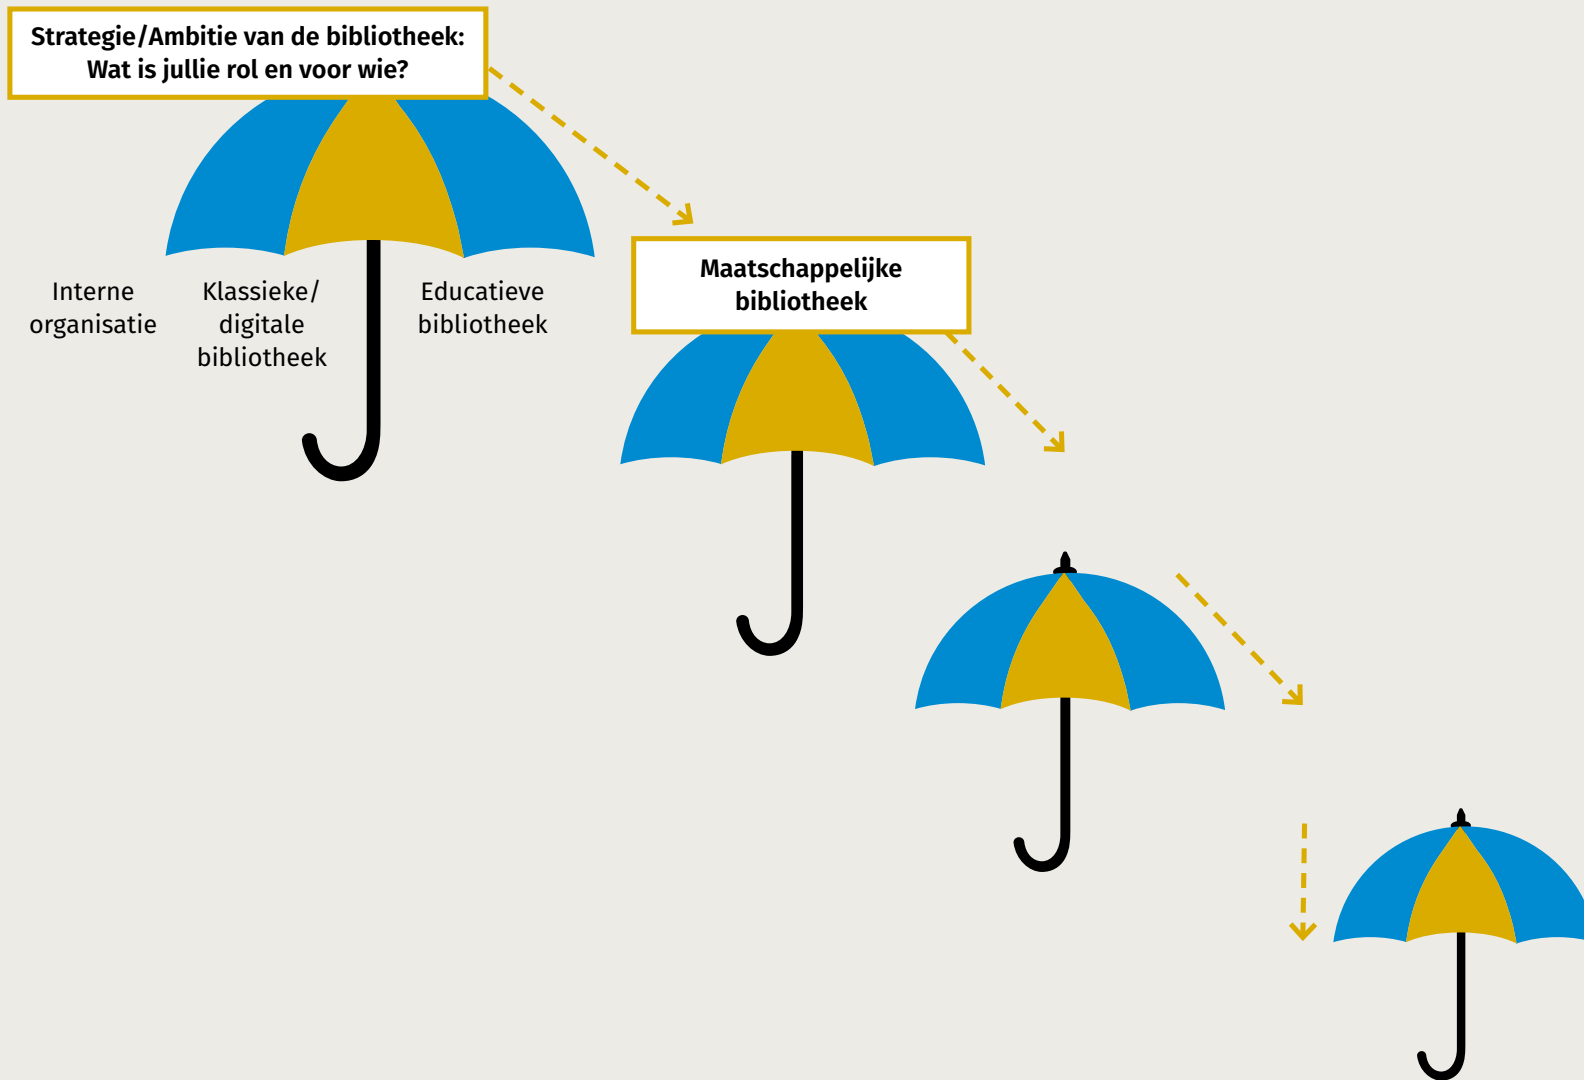 Strategie/Ambitie van de bibliotheek:
Wat is jullie rol en voor wie?
Interne
organisatie
Klassieke/
digitale
bibliotheek
Educatieve
bibliotheek
Maatschappelijke
bibliotheek